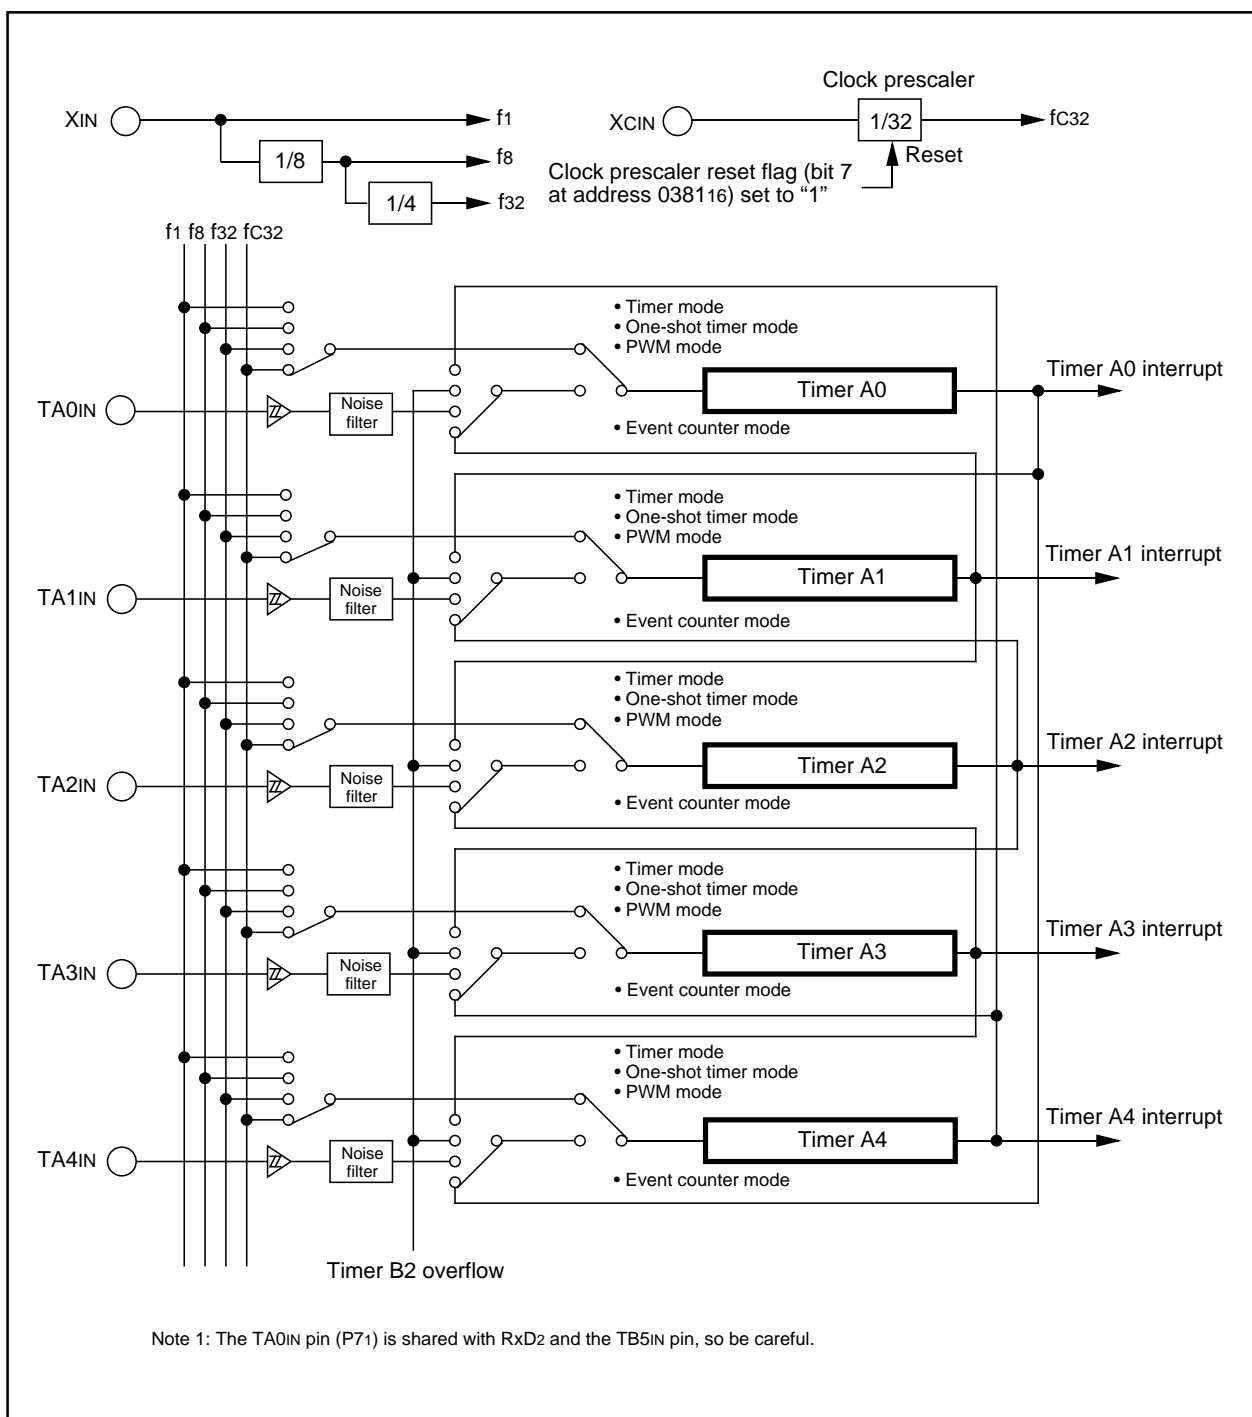 Clock prescaler
XIN
f1
XCIN
1/32
fC32
1/8
f8
Reset
Clock prescaler reset flag (bit 7
at address 038116) set to “1”
1/4
f32
f1 f8 f32 fC32
• Timer mode
• One-shot timer mode
• PWM mode
Timer A0 interrupt
TA0IN
Noise
filter
Timer A0
• Event counter mode
• Timer mode
• One-shot timer mode
• PWM mode
Timer A1 interrupt
TA1IN
Noise
filter
Timer A1
• Event counter mode
• Timer mode
• One-shot timer mode
• PWM mode
Timer A2 interrupt
TA2IN
Noise
filter
Timer A2
• Event counter mode
• Timer mode
• One-shot timer mode
• PWM mode
Timer A3 interrupt
TA3IN
Noise
filter
Timer A3
• Event counter mode
• Timer mode
• One-shot timer mode
• PWM mode
Timer A4 interrupt
TA4IN
Noise
filter
Timer A4
• Event counter mode
Timer B2 overflow
Note 1: The TA0IN pin (P71) is shared with RxD2 and the TB5IN pin, so be careful.